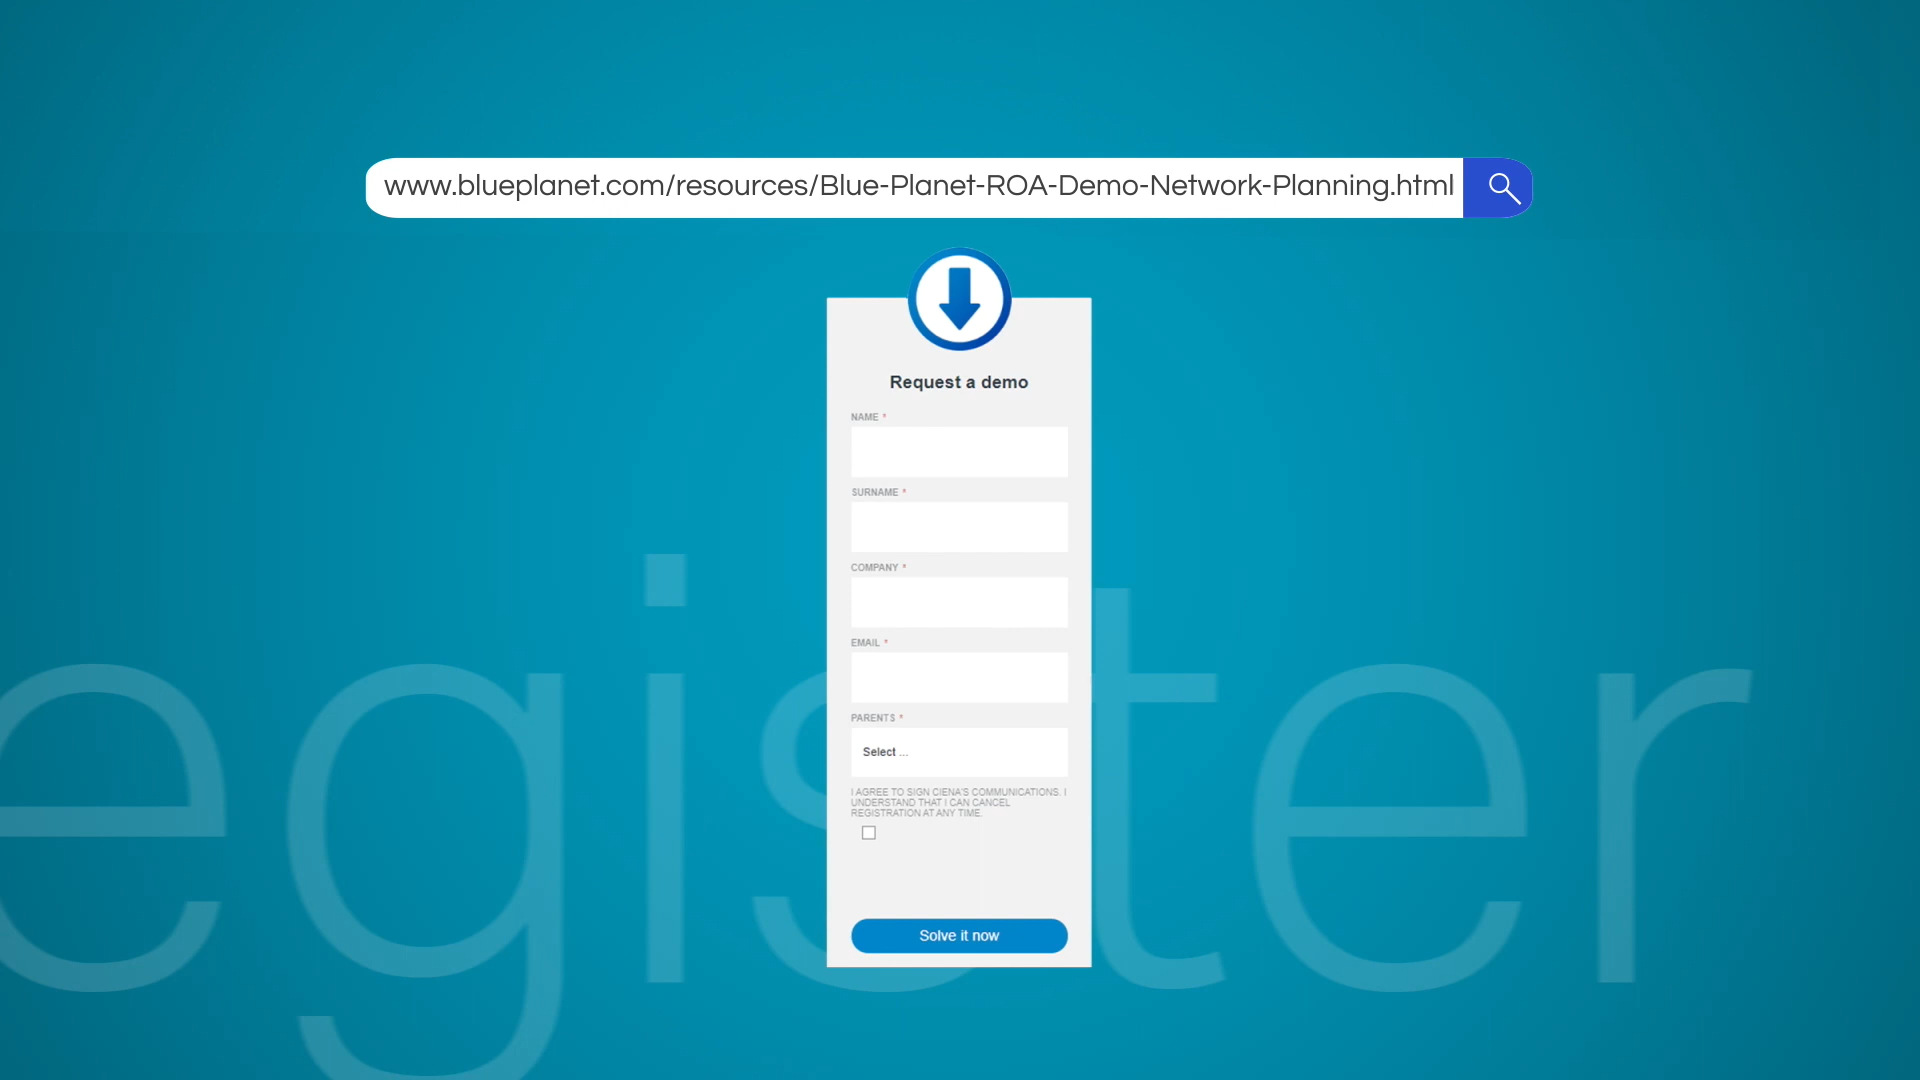 www.blueplanet.com/resources/Blue-Planet-ROA-Demo-Network-Planning.html
Request a demo
NAME *
SURNAME *
COMPANY *
EMAIL *
PARENTS *
Select ...
I AGREE TO SIGN CIENA'S COMMUNICATIONS. I
UNDERSTAND THAT I CAN CANCEL
REGISTRATION AT ANY TIME.
Solve it now
egister